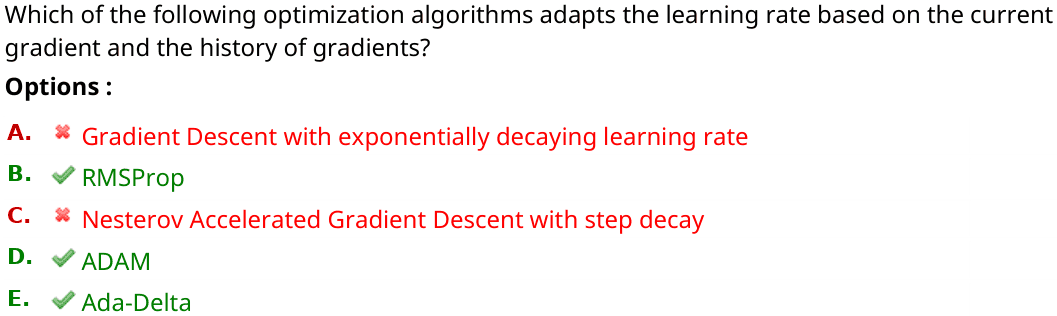 Which of the following optimization algorithms adapts the learning rate based on the current
gradient and the history of gradients?
Options :
A. ✖ Gradient Descent with exponentially decaying learning rate
B. ✔ RMSProp
C. ✖ Nesterov Accelerated Gradient Descent with step decay
D. ✔ ADAM
E. ✔ Ada-Delta